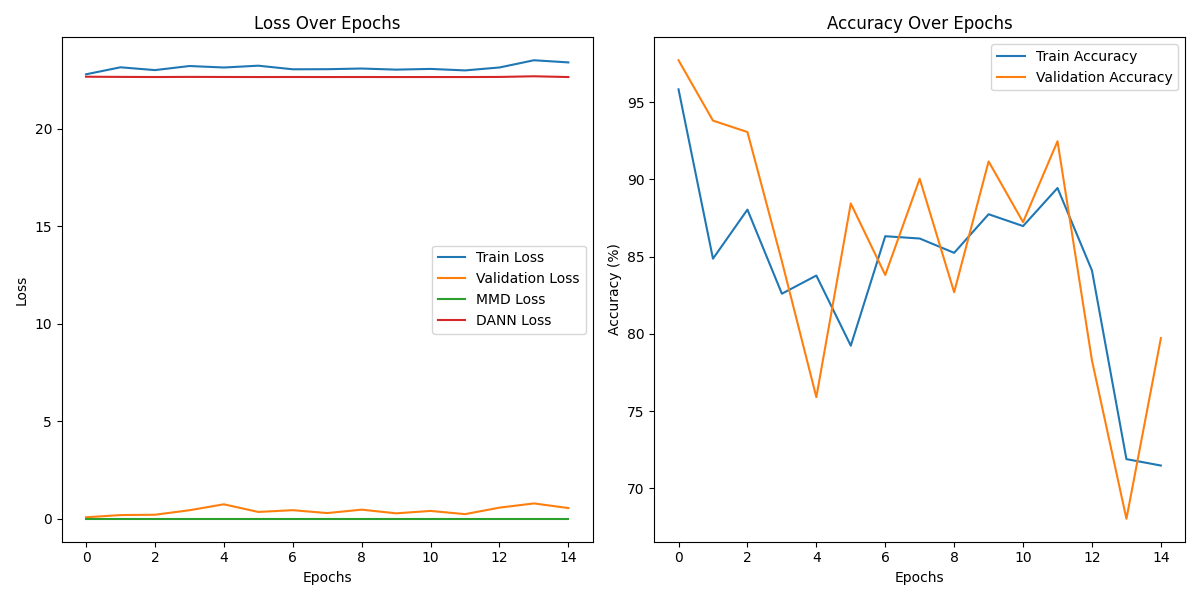 Loss Over Epochs
Loss
20
15
10
5
0
Train Loss
Validation Loss
MMD Loss
DANN Loss
0 2 4 6 8 10 12 14
Epochs
Accuracy Over Epochs
Accuracy (%)
95
90
85
80
75
70
Train Accuracy
Validation Accuracy
0 2 4 6 8 10 12 14
Epochs